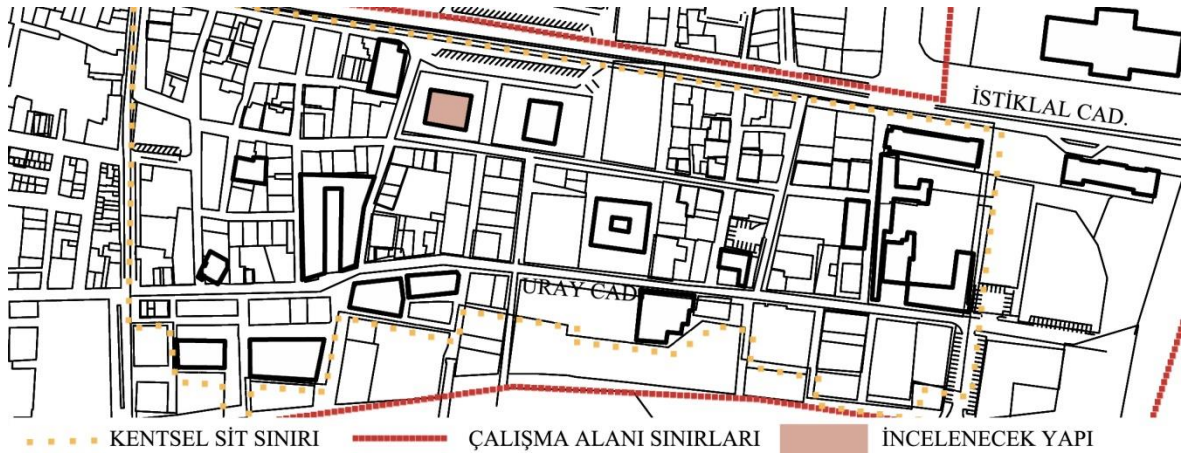 İSTİKLAL CAD.
URAY CAD.
KENTSEL SİT SINIRI
ÇALIŞMA ALANI SINIRLARI
İNCELENECEK YAPI